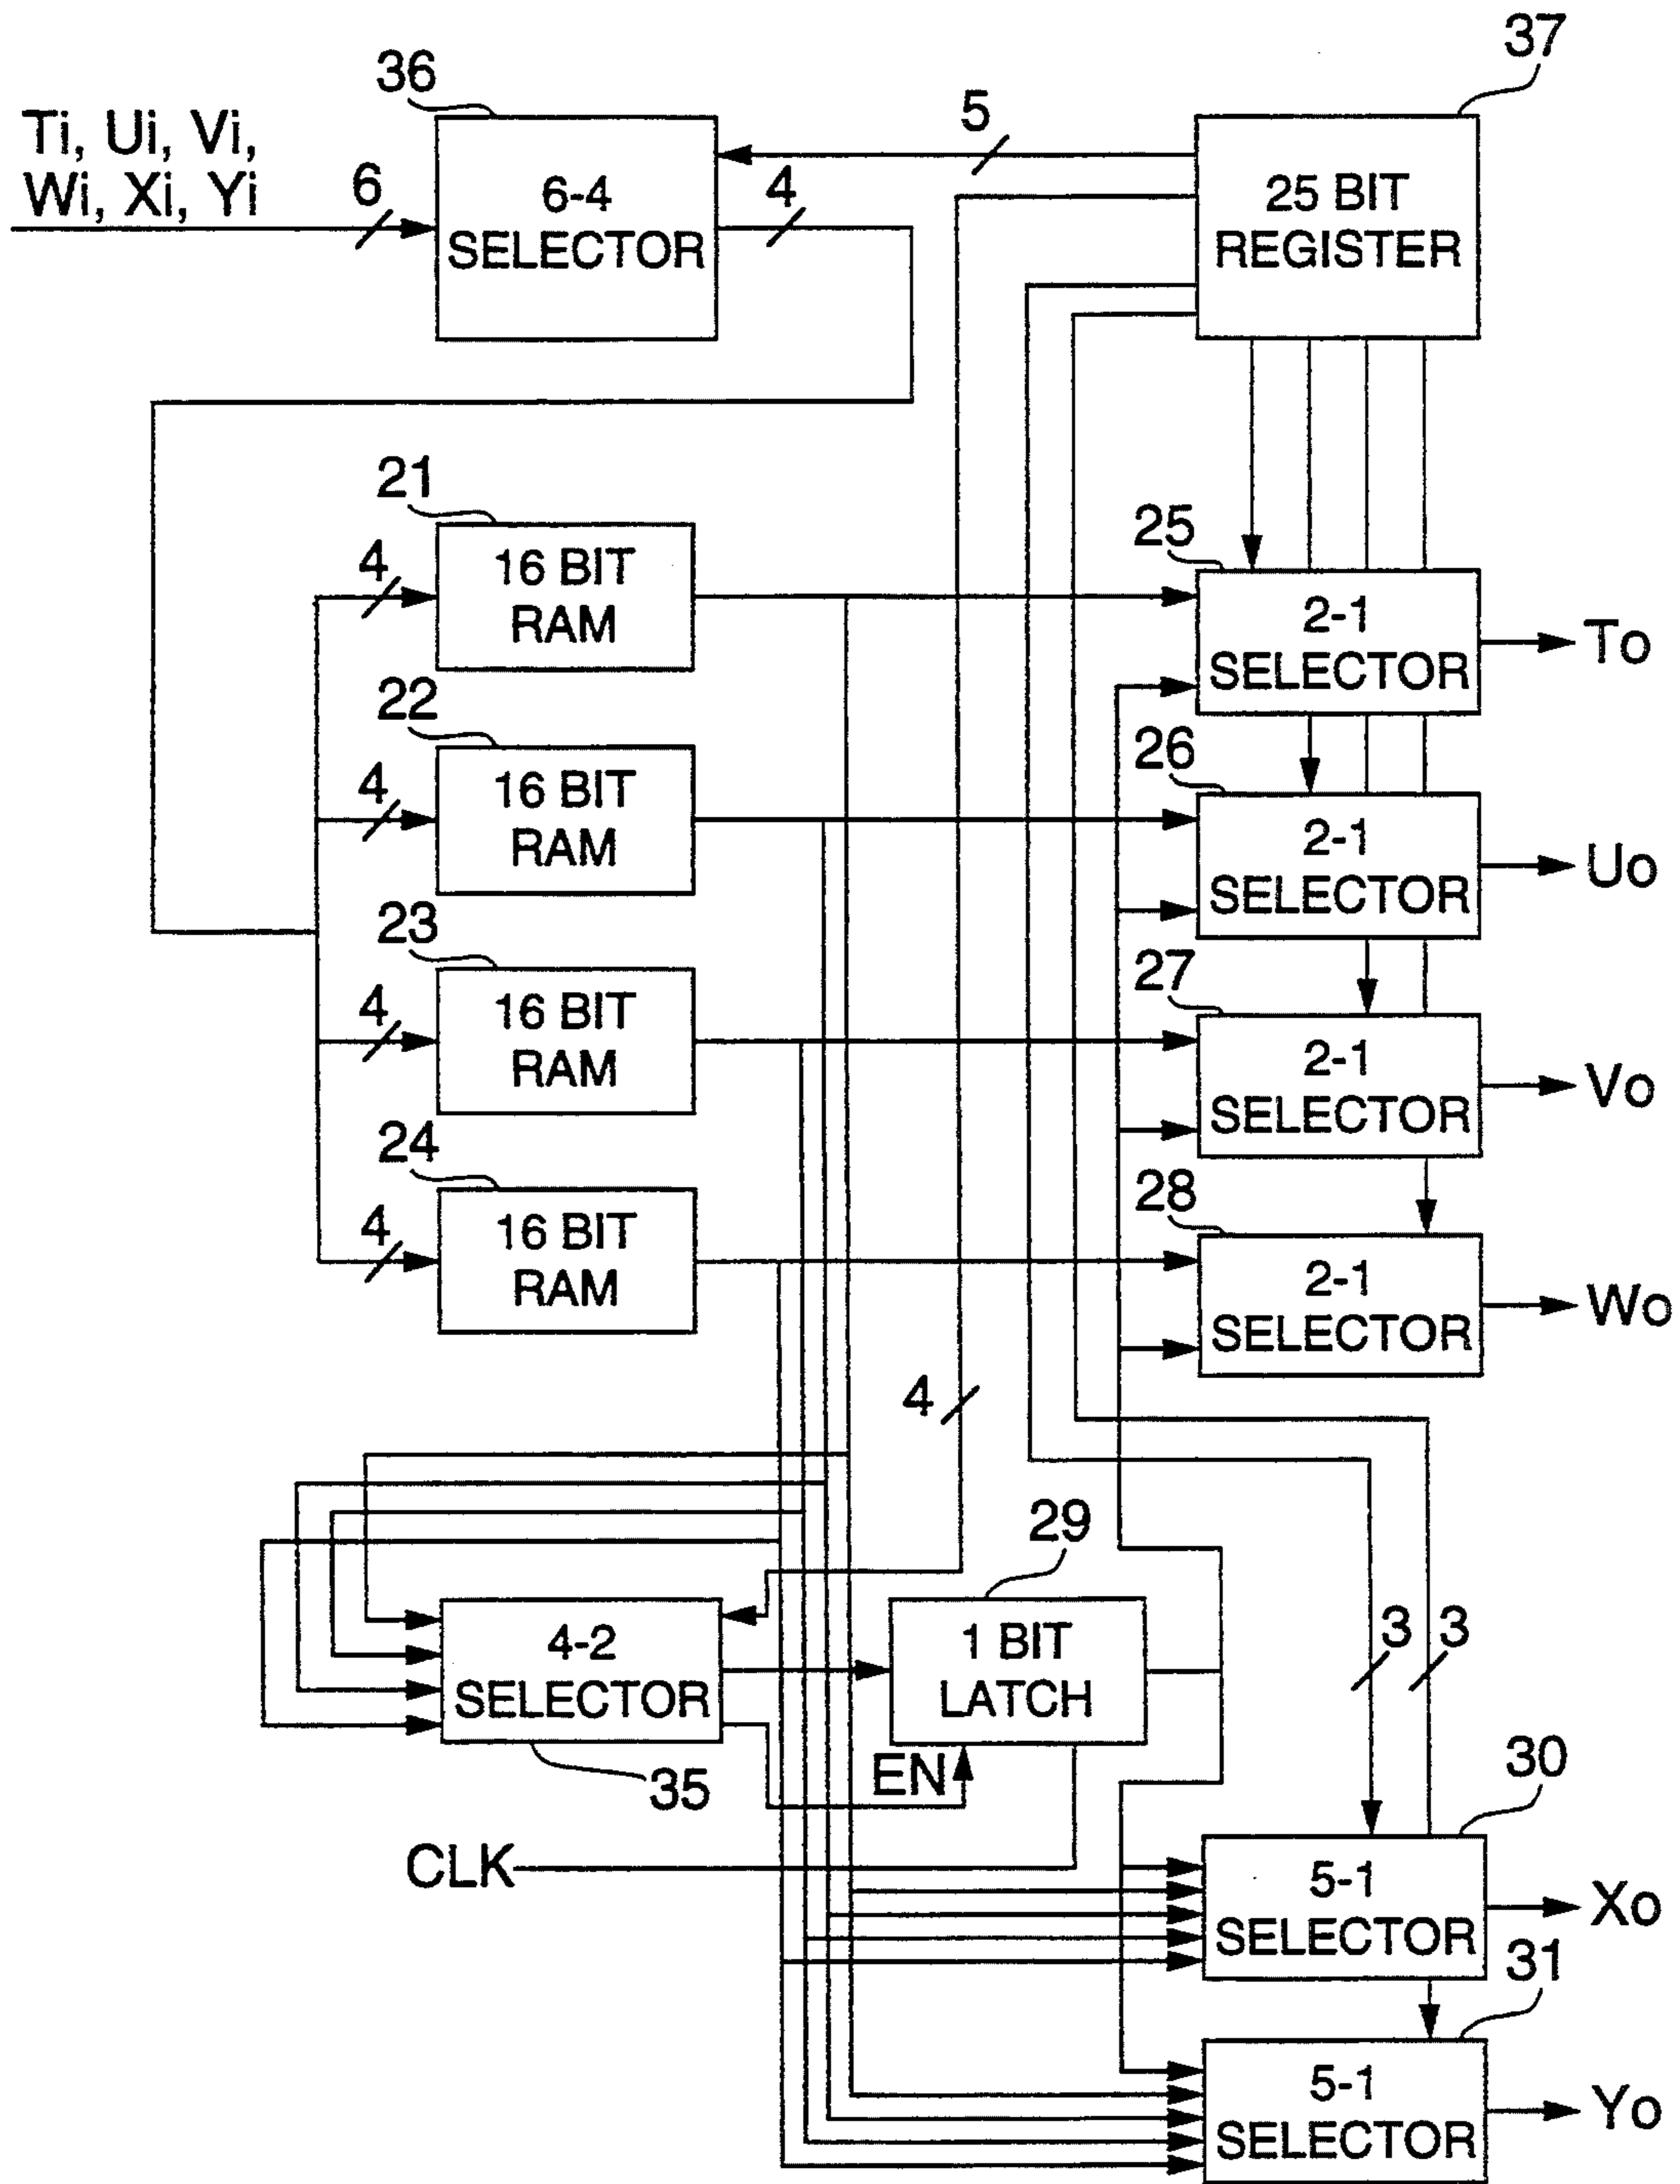 37
36
Ti, Ui, Vi,
Wi, Xi, Yi
6
6-4
SELECTOR
5
4
25 BIT
REGISTER
21
4
16 BIT
RAM
25
2-1
SELECTOR
To
22
4
16 BIT
RAM
26
2-1
SELECTOR
Uo
23
4
16 BIT
RAM
27
2-1
SELECTOR
Vo
24
4
16 BIT
RAM
28
2-1
SELECTOR
Wo
4
29
4-2
SELECTOR
1 BIT
LATCH
3
3
35
EN
30
CLK
5-1
SELECTOR
Xo
31
5-1
SELECTOR
Yo